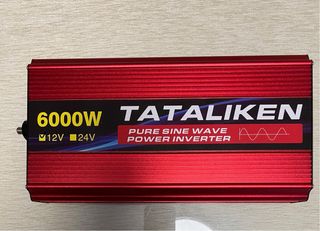 6000W
☑12V ☐24V
TATALIKEN
PURE SINE WAVE
POWER INVERTER